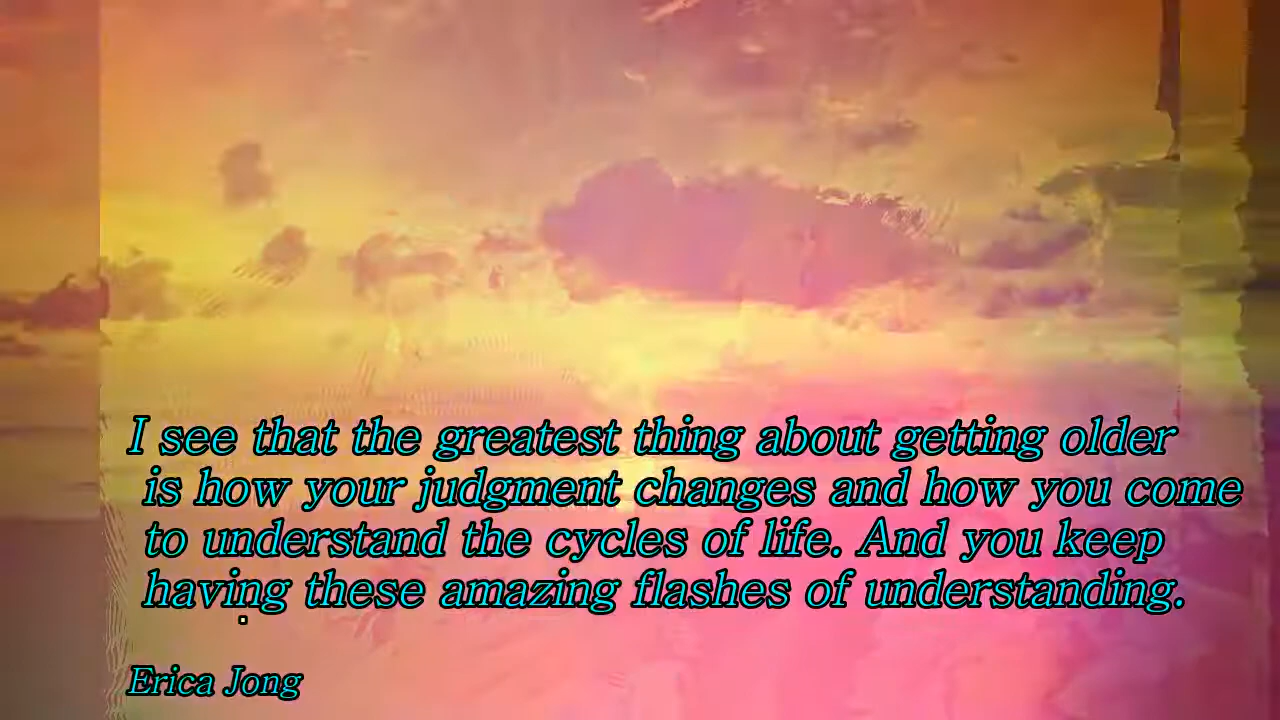 I see that the greatest thing about getting older
is how your judgment changes and how you come
to understand the cycles of life. And you keep
having these amazing flashes of understanding.
Erica Jong